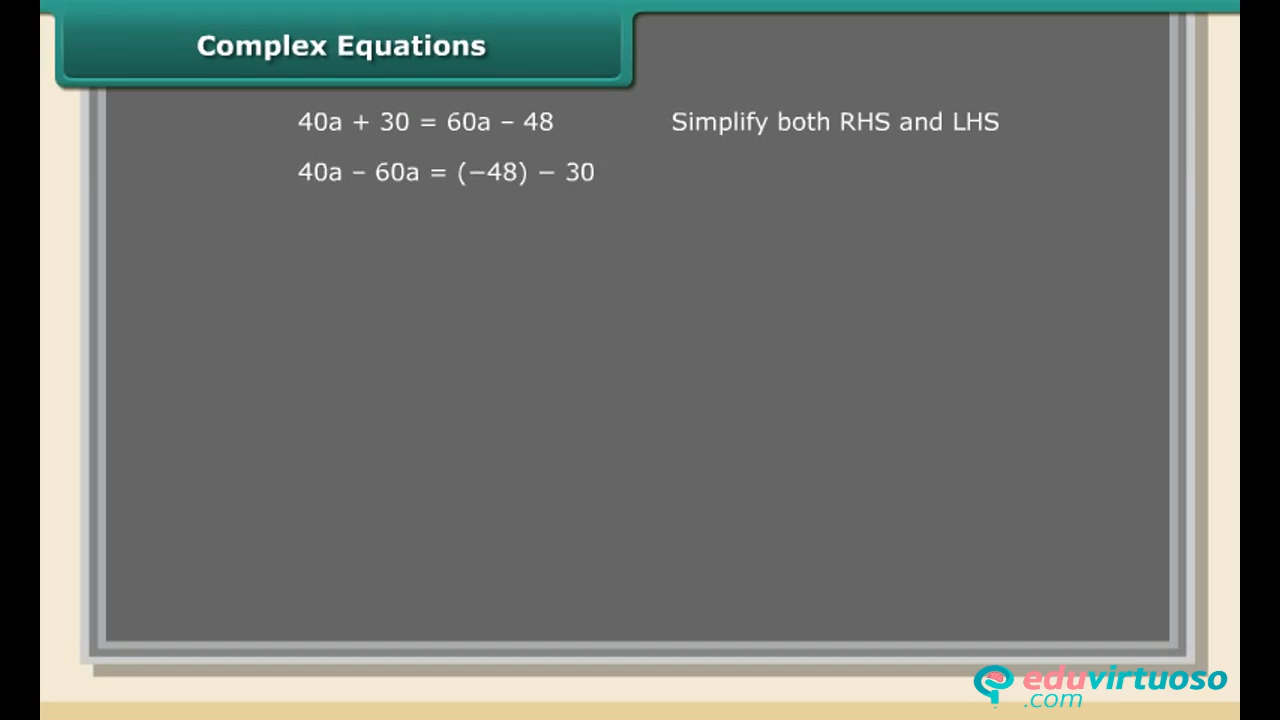 Complex Equations
40a + 30 = 60a – 48 Simplify both RHS and LHS
40a – 60a = (−48) − 30
eduvirtuoso
.com